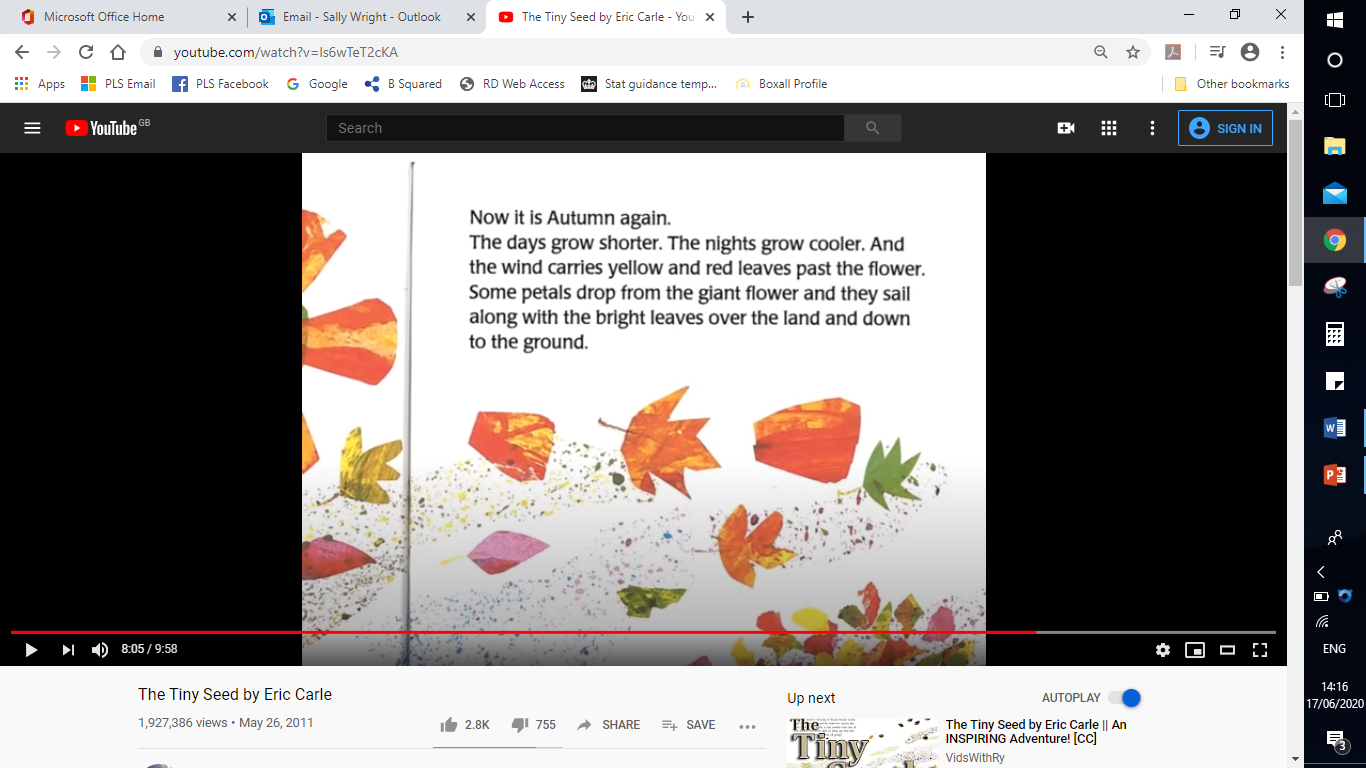 Microsoft Office Home
Email - Sally Wright - Outlook
The Tiny Seed by Eric Carle - You
youtube.com/watch?v=Is6wTeT2cKA
Apps PLS Email PLS Facebook Google B Squared RD Web Access Stat guidance temp... Boxall Profile Other bookmarks
YouTube GB
Search
SIGN IN
Now it is Autumn again.
The days grow shorter. The nights grow cooler. And
the wind carries yellow and red leaves past the flower.
Some petals drop from the giant flower and they sail
along with the bright leaves over the land and down
to the ground.
8:05 / 9:58
The Tiny Seed by Eric Carle
1,927,386 views • May 26, 2011
2.8K 755 SHARE SAVE
Up next
AUTOPLAY
The
Tiny
The Tiny Seed by Eric Carle || An
INSPIRING Adventure! [CC]
VidsWithRy
ENG
14:16
17/06/2020
3